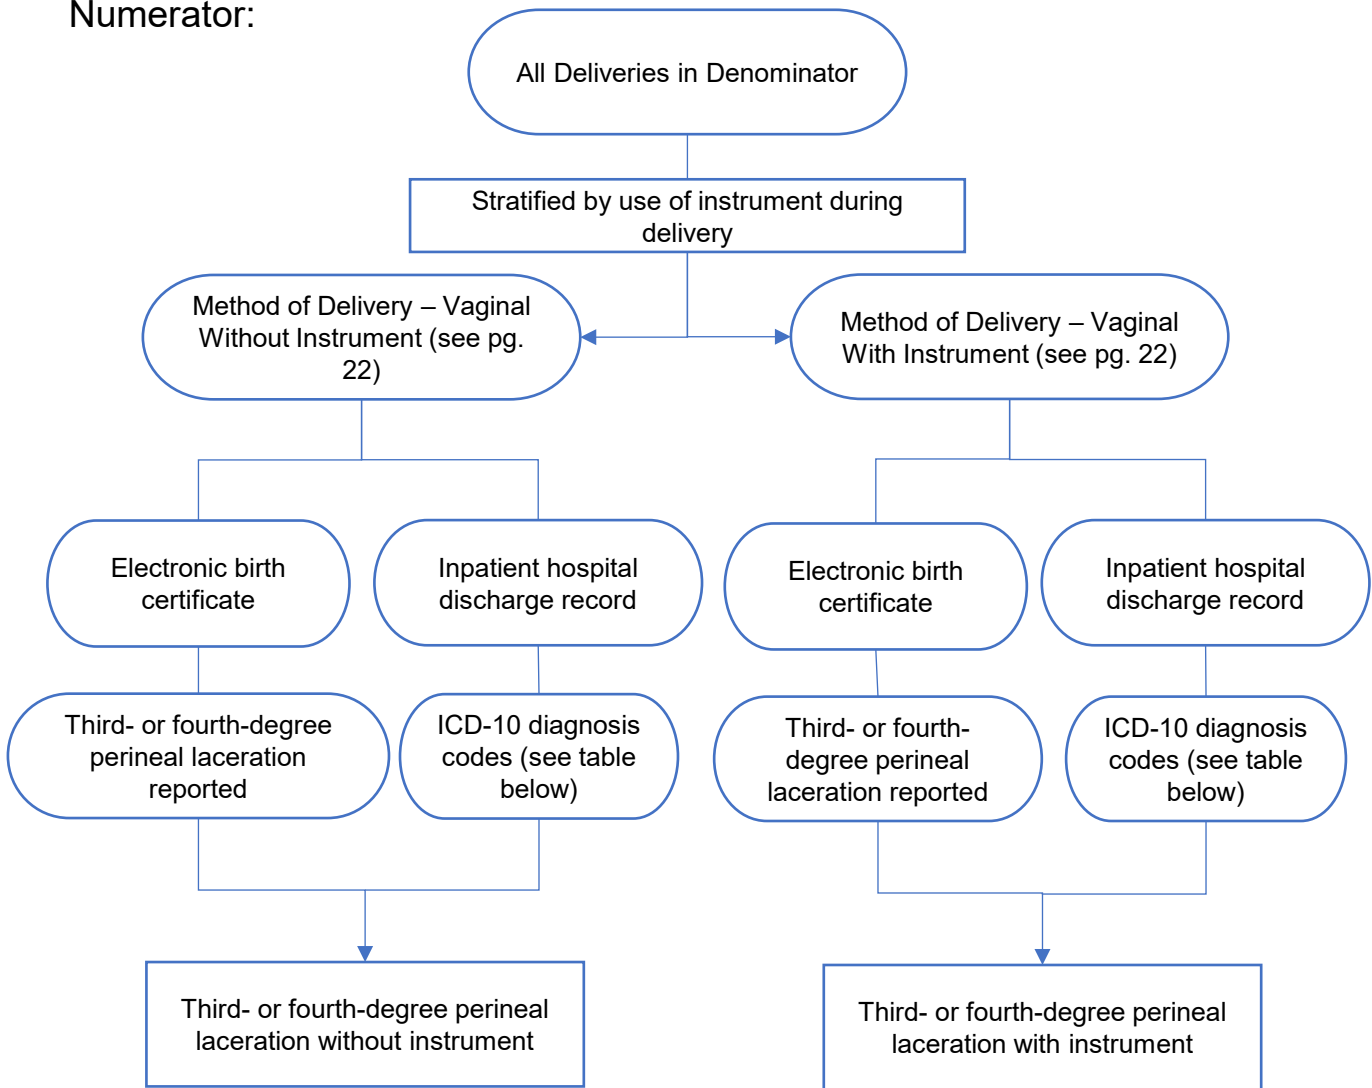 Numerator:
All Deliveries in Denominator
Stratified by use of instrument during
delivery
Method of Delivery – Vaginal
Without Instrument (see pg.
22)
Method of Delivery – Vaginal
With Instrument (see pg. 22)
Electronic birth
certificate
Inpatient hospital
discharge record
Electronic birth
certificate
Inpatient hospital
discharge record
Third- or fourth-degree
perineal laceration
reported
ICD-10 diagnosis
codes (see table
below)
Third- or fourth-
degree perineal
laceration reported
ICD-10 diagnosis
codes (see table
below)
Third- or fourth-degree perineal
laceration without instrument
Third- or fourth-degree perineal
laceration with instrument